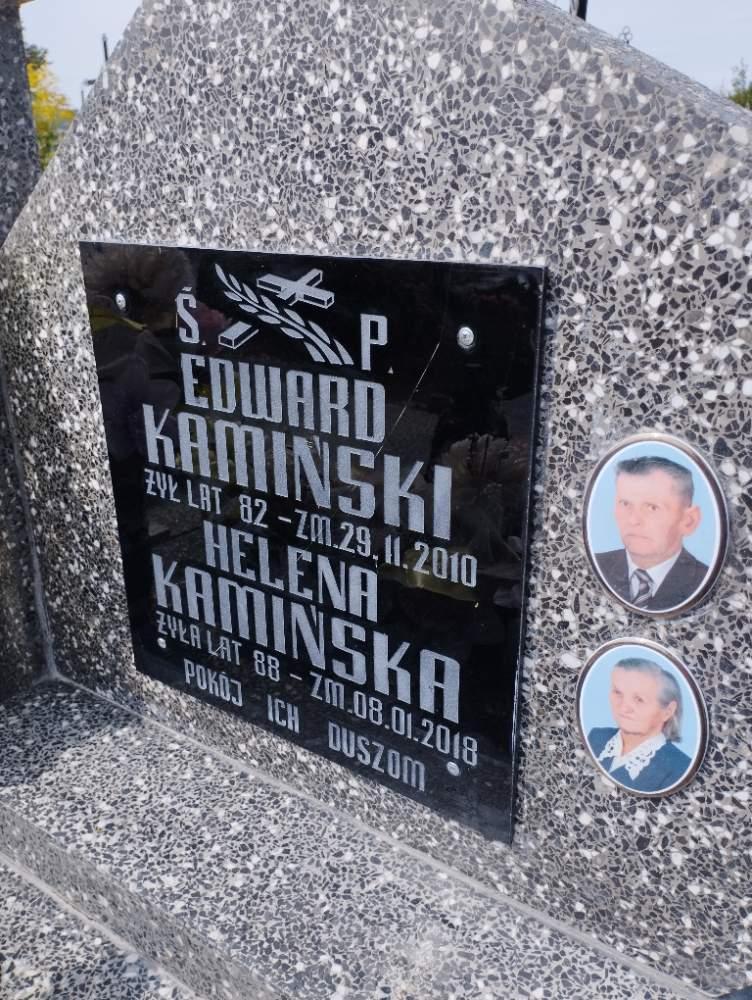 Ś. P.
EDWARD
KAMIŃSKI
ŻYŁ LAT 82 - ZM.29.11.2010
HELENA
KAMIŃSKA
ŻYŁA LAT 88 - ZM.08.01.2018
POKÓJ ICH DUSZOM